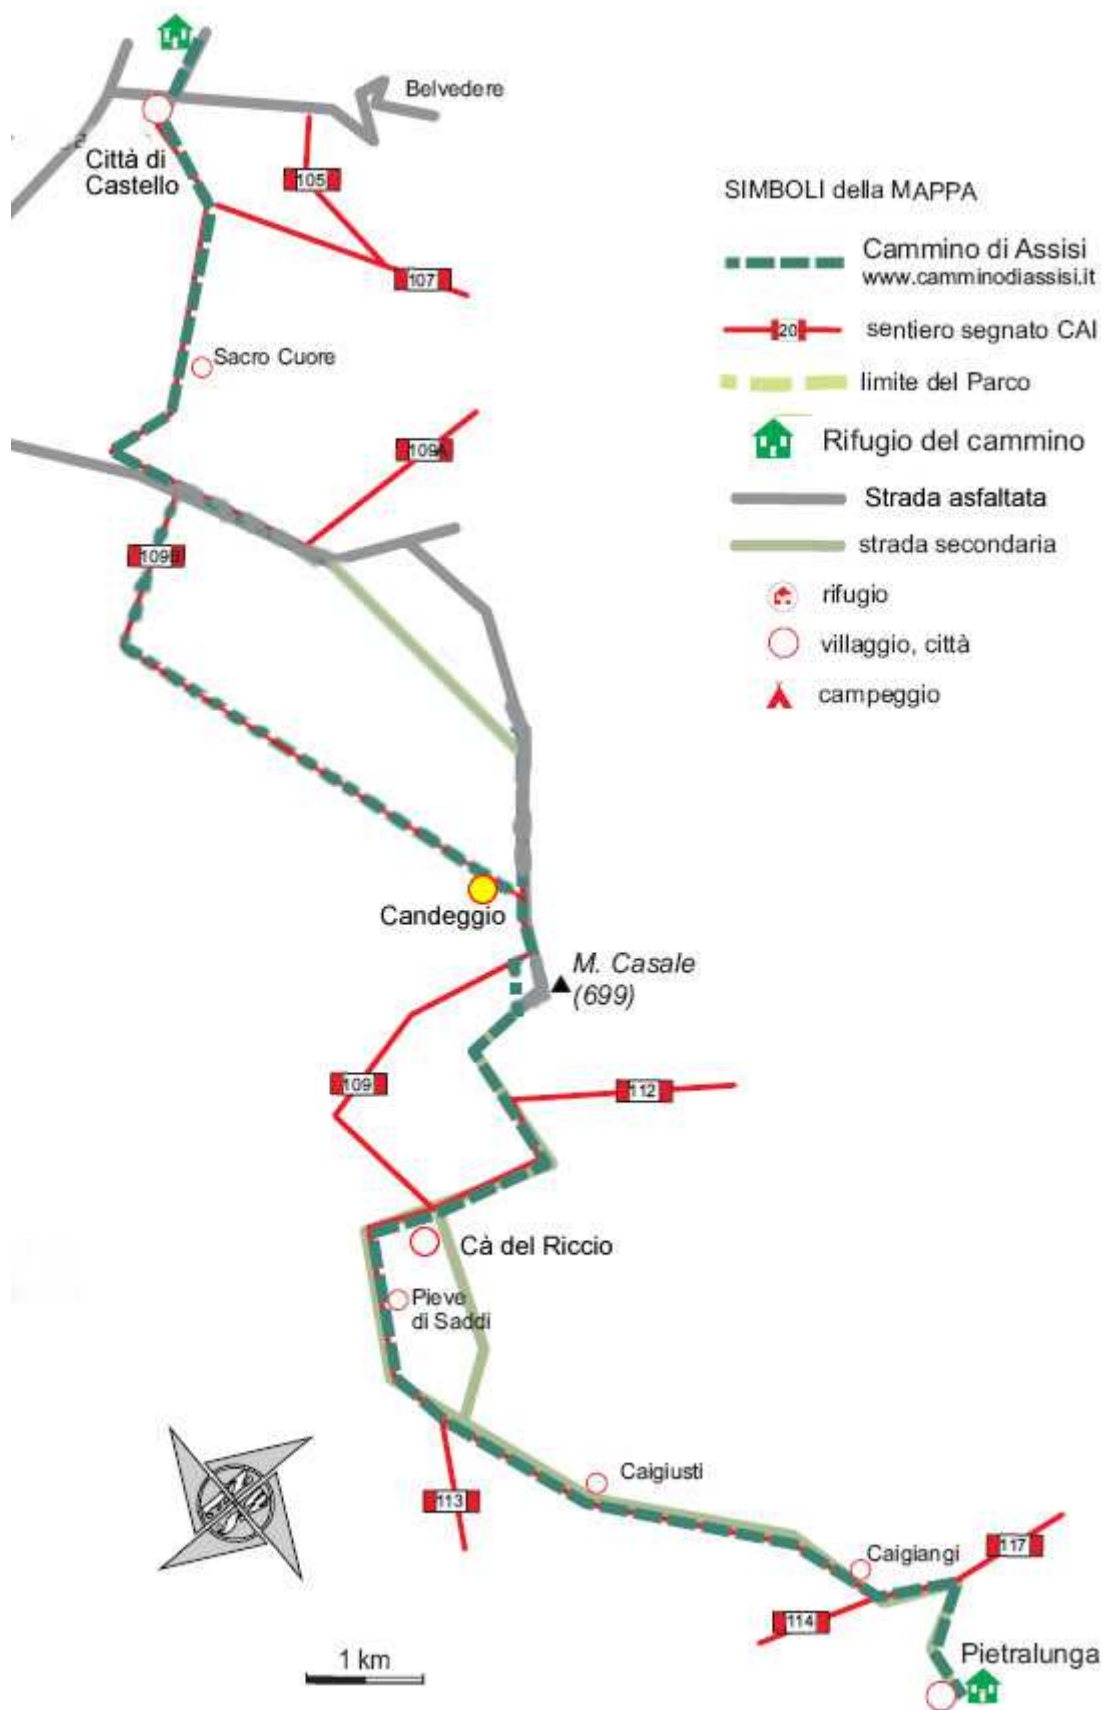 Belvedere
Città di
Castello
105
107
SIMBOLI della MAPPA
Cammino di Assisi
www.camminodiassisi.it
20
sentiero segnato CAI
limite del Parco
Rifugio del cammino
Strada asfaltata
strada secondaria
rifugio
villaggio, città
campeggio
Sacro Cuore
109A
109B
Candeggio
M. Casale
(699)
109
112
Cà del Riccio
Pieve
di Saddi
113
Caigiusti
Caigiangi
117
114
Pietralunga
1 km